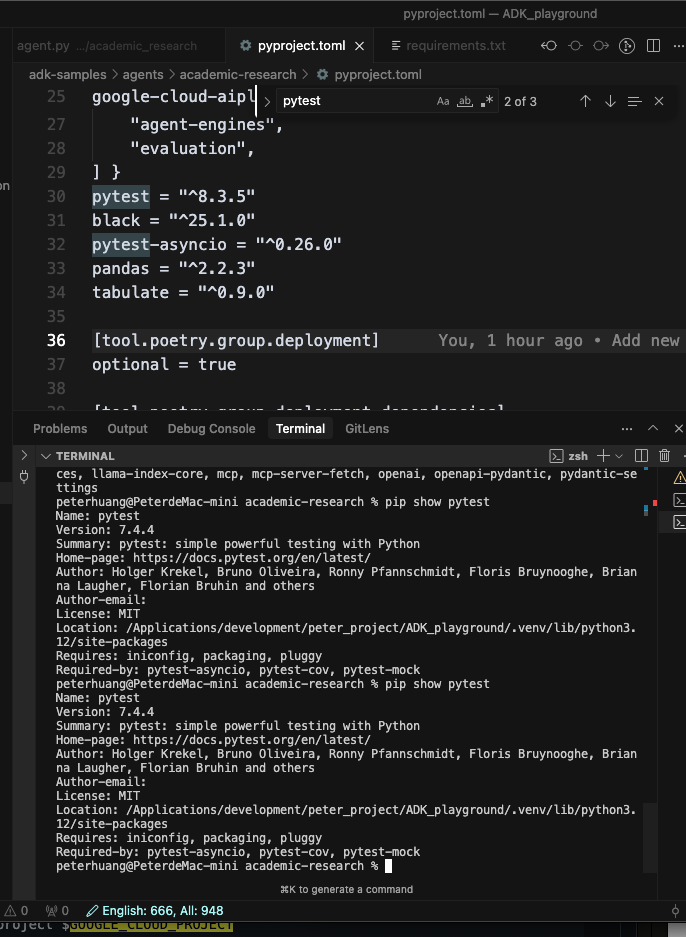 pyproject.toml — ADK_playground
agent.py .../academic_research
pyproject.toml
requirements.txt
adk-samples > agents > academic-research > pyproject.toml
25 google-cloud-aipl
pytest
Aa ab .* 2 of 3
27 "agent-engines",
28 "evaluation",
29 ] }
30 pytest = "^8.3.5"
31 black = "^25.1.0"
32 pytest-asyncio = "^0.26.0"
33 pandas = "^2.2.3"
34 tabulate = "^0.9.0"
35
36 [tool.poetry.group.deployment] You, 1 hour ago • Add new
37 optional = true
38
39 [tool.poetry.group.deployment.dependencies]
Problems Output Debug Console Terminal GitLens
TERMINAL
zsh
ces, llama-index-core, mcp, mcp-server-fetch, openai, openapi-pydantic, pydantic-se
ttings
peterhuang@PeterdeMac-mini academic-research % pip show pytest
Name: pytest
Version: 7.4.4
Summary: pytest: simple powerful testing with Python
Home-page: https://docs.pytest.org/en/latest/
Author: Holger Krekel, Bruno Oliveira, Ronny Pfannschmidt, Floris Bruynooghe, Brian
na Laugher, Florian Bruhin and others
Author-email:
License: MIT
Location: /Applications/development/peter_project/ADK_playground/.venv/lib/python3.
12/site-packages
Requires: iniconfig, packaging, pluggy
Required-by: pytest-asyncio, pytest-cov, pytest-mock
peterhuang@PeterdeMac-mini academic-research % pip show pytest
Name: pytest
Version: 7.4.4
Summary: pytest: simple powerful testing with Python
Home-page: https://docs.pytest.org/en/latest/
Author: Holger Krekel, Bruno Oliveira, Ronny Pfannschmidt, Floris Bruynooghe, Brian
na Laugher, Florian Bruhin and others
Author-email:
License: MIT
Location: /Applications/development/peter_project/ADK_playground/.venv/lib/python3.
12/site-packages
Requires: iniconfig, packaging, pluggy
Required-by: pytest-asyncio, pytest-cov, pytest-mock
peterhuang@PeterdeMac-mini academic-research %
⌘K to generate a command
0 0 English: 666, All: 948
project $GOOGLE_CLOUD_PROJECT